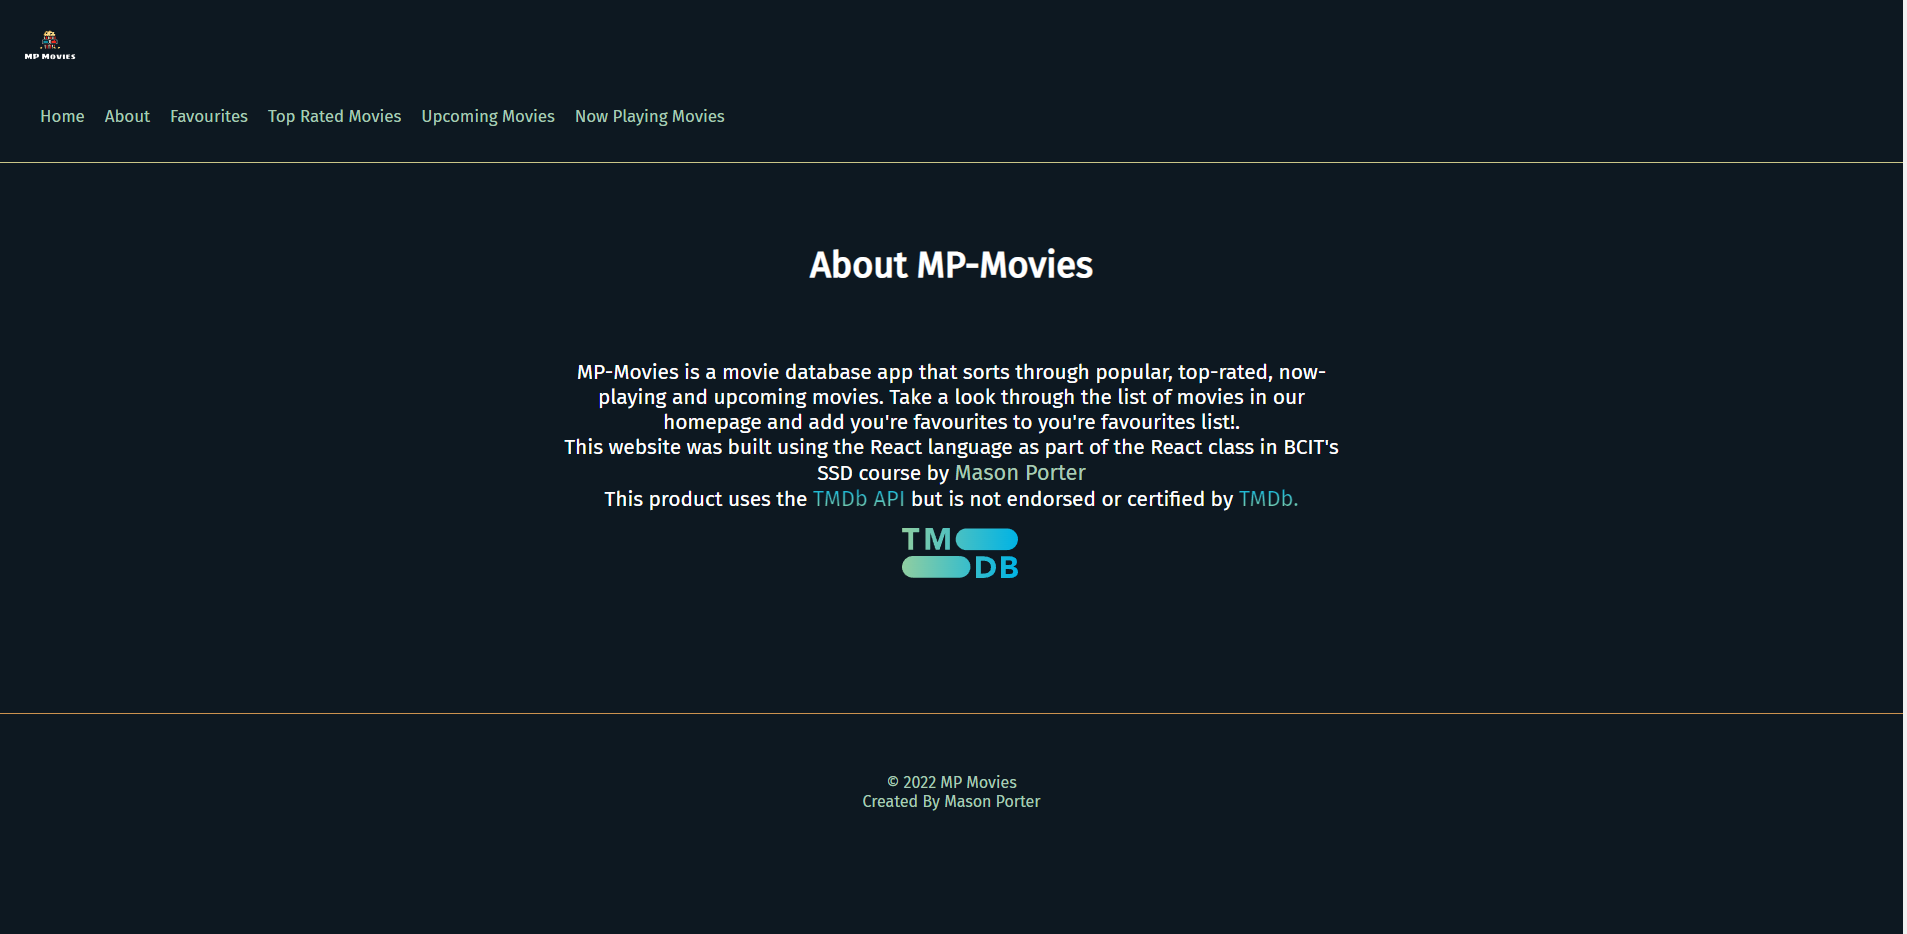 MP Movies
Home About Favourites Top Rated Movies Upcoming Movies Now Playing Movies
About MP-Movies
MP-Movies is a movie database app that sorts through popular, top-rated, now-
playing and upcoming movies. Take a look through the list of movies in our
homepage and add you're favourites to you're favourites list!.
This website was built using the React language as part of the React class in BCIT's
SSD course by Mason Porter
This product uses the TMDb API but is not endorsed or certified by TMDb.
TM
DB
© 2022 MP Movies
Created By Mason Porter